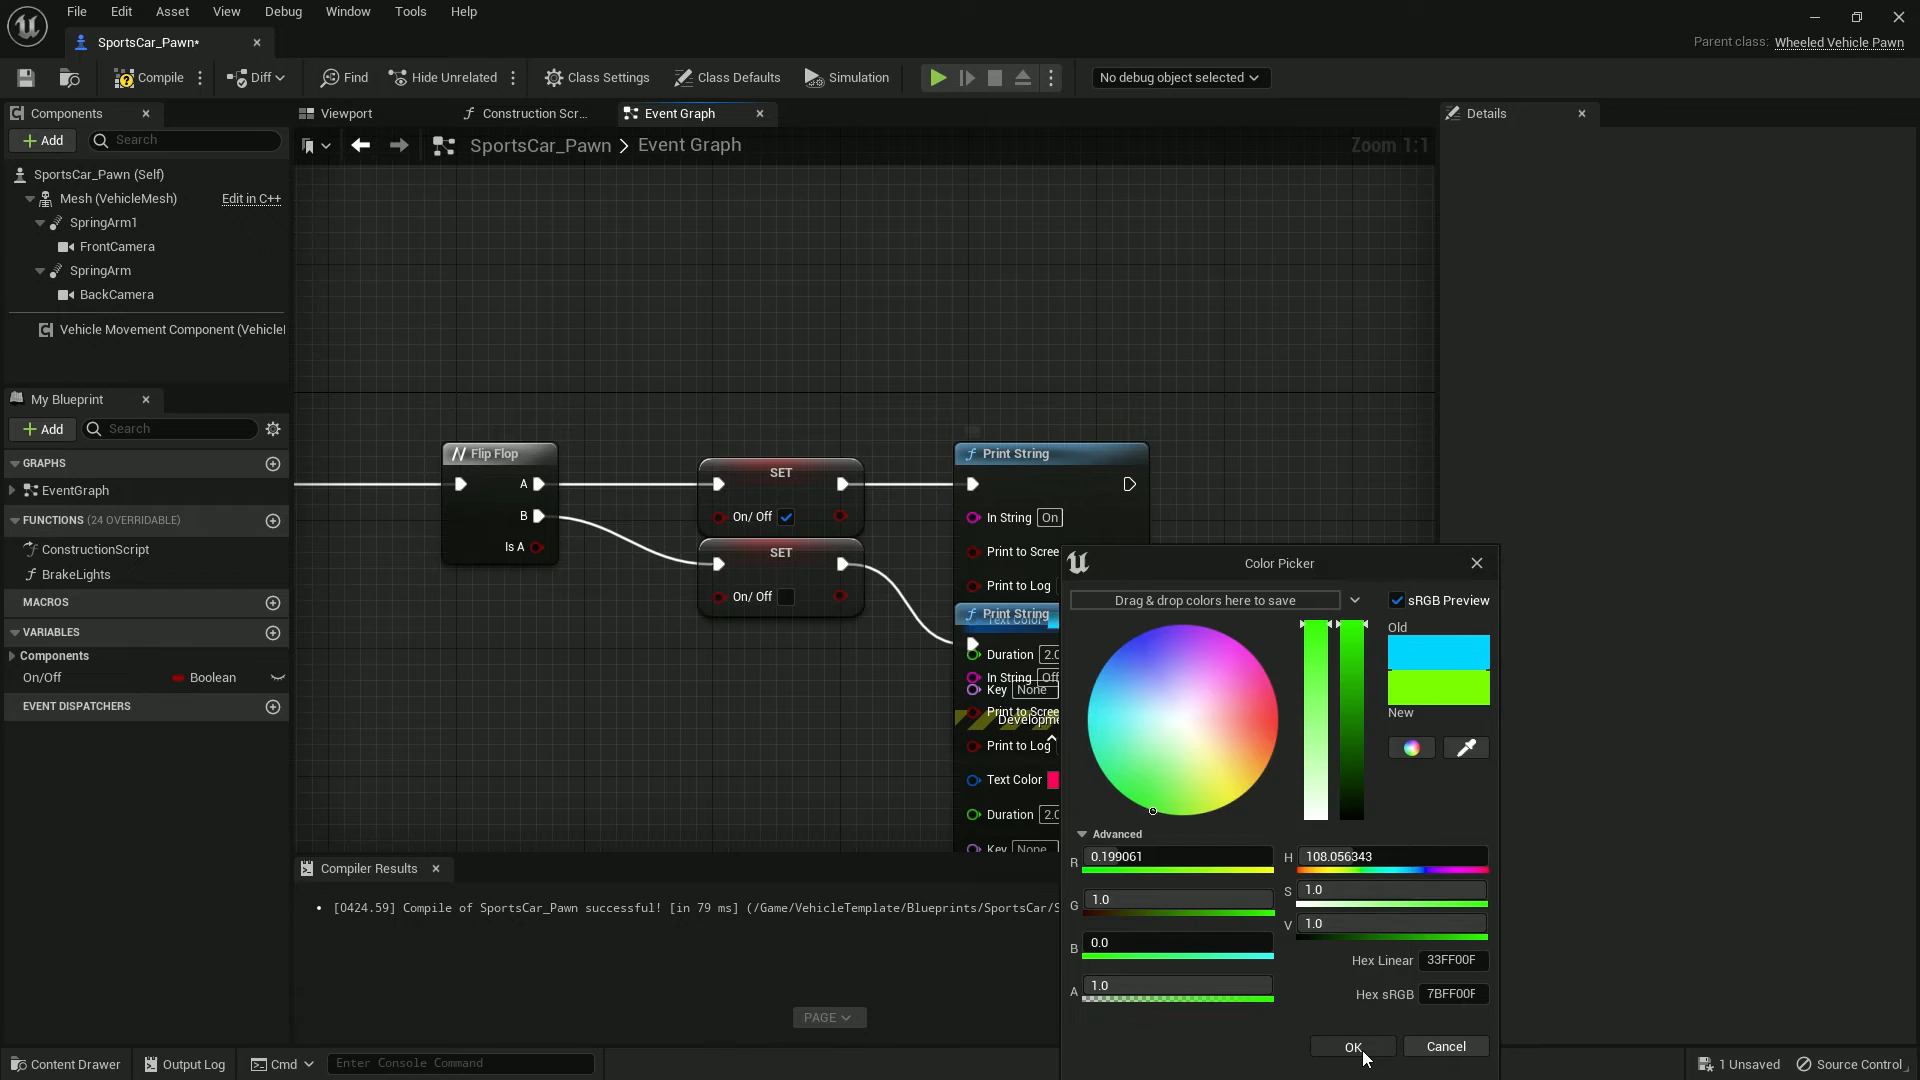 File Edit Asset View Debug Window Tools Help
SportsCar_Pawn*
Parent class: Wheeled Vehicle Pawn
Compile Diff Find Hide Unrelated Class Settings Class Defaults Simulation No debug object selected
Components
Add Search
SportsCar_Pawn (Self)
Mesh (VehicleMesh) Edit in C++
SpringArm1
FrontCamera
SpringArm
BackCamera
Vehicle Movement Component (Vehicle
My Blueprint
Add Search
GRAPHS
EventGraph
FUNCTIONS (24 OVERRIDABLE)
ConstructionScript
BrakeLights
MACROS
VARIABLES
Components
On/Off Boolean
EVENT DISPATCHERS
Viewport Construction Scr... Event Graph
SportsCar_Pawn > Event Graph Zoom 1:1
Flip Flop
A
B
Is A
SET
On/ Off
SET
On/ Off
Print String
In String On
Print to Scree
Print to Log
Text Color
Duration 2.0
Key None
Developme
Print String
In String Off
Print to Scree
Print to Log
Text Color
Duration 2.0
Key None
Compiler Results
• [0424.59] Compile of SportsCar_Pawn successful! [in 79 ms] (/Game/VehicleTemplate/Blueprints/SportsCar/S
PAGE
Details
Color Picker
Drag & drop colors here to save
sRGB Preview
Old
New
Advanced
R 0.199061
G 1.0
B 0.0
A 1.0
H 108.056343
S 1.0
V 1.0
Hex Linear 33FF00F
Hex sRGB 7BFF00F
OK Cancel
Content Drawer Output Log Cmd Enter Console Command 1 Unsaved Source Control